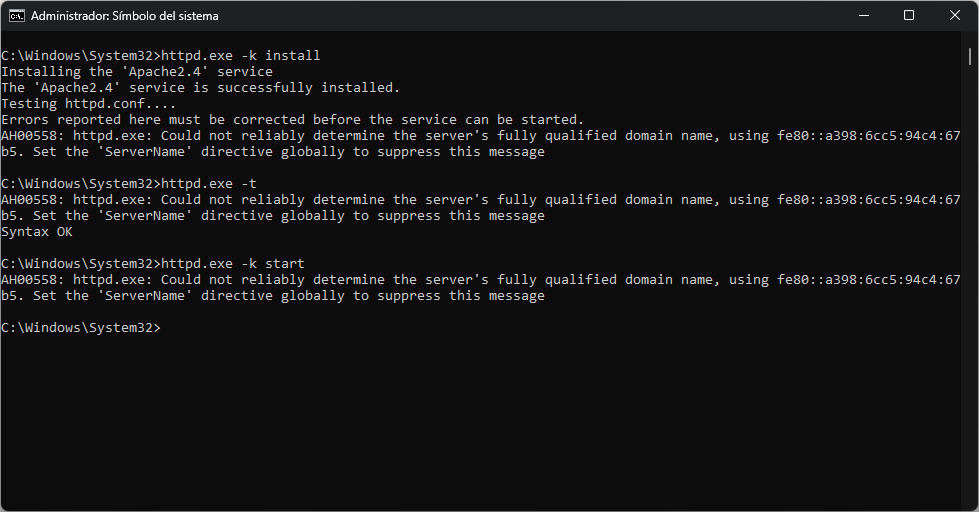 Administrador: Símbolo del sistema
C:\Windows\System32>httpd.exe -k install
Installing the 'Apache2.4' service
The 'Apache2.4' service is successfully installed.
Testing httpd.conf....
Errors reported here must be corrected before the service can be started.
AH00558: httpd.exe: Could not reliably determine the server's fully qualified domain name, using fe80::a398:6cc5:94c4:67
b5. Set the 'ServerName' directive globally to suppress this message
C:\Windows\System32>httpd.exe -t
AH00558: httpd.exe: Could not reliably determine the server's fully qualified domain name, using fe80::a398:6cc5:94c4:67
b5. Set the 'ServerName' directive globally to suppress this message
Syntax OK
C:\Windows\System32>httpd.exe -k start
AH00558: httpd.exe: Could not reliably determine the server's fully qualified domain name, using fe80::a398:6cc5:94c4:67
b5. Set the 'ServerName' directive globally to suppress this message
C:\Windows\System32>